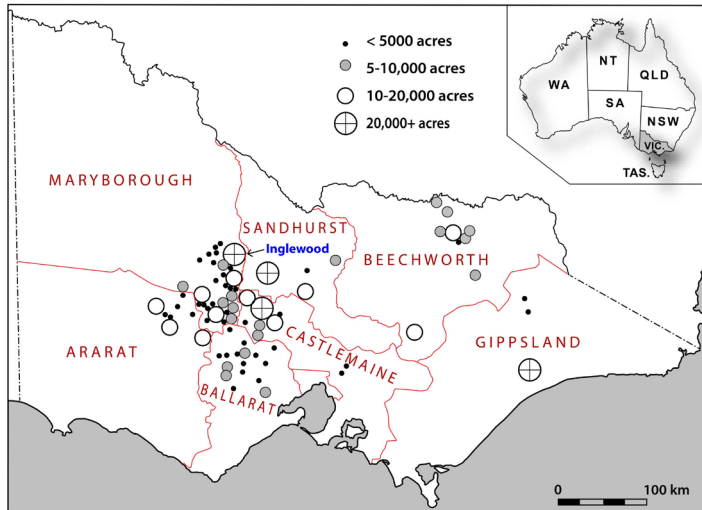 < 5000 acres
5-10,000 acres
10-20,000 acres
20,000+ acres
WA
NT
QLD
SA
NSW
VIC.
TAS.
MARYBOROUGH
SANDHURST
Inglewood
BEECHWORTH
ARARAT
CASTLEMAINE
GIPPSLAND
BALLARAT
0 100 km